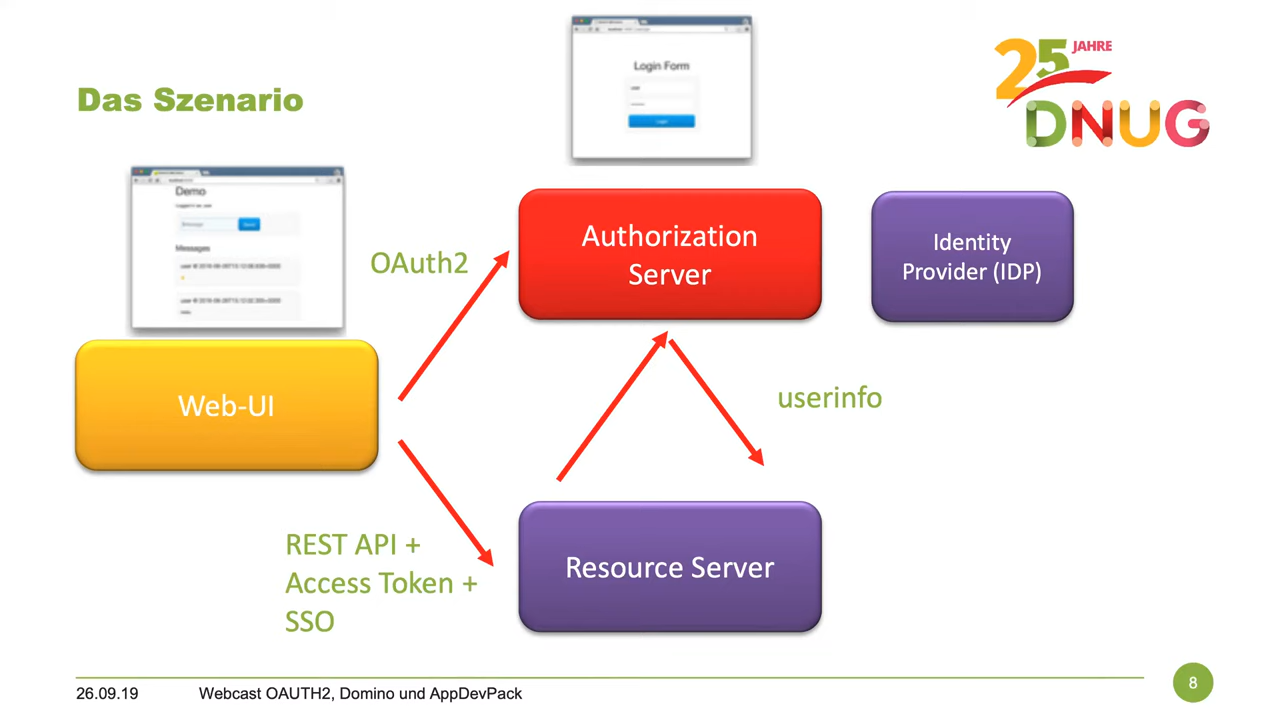 Das Szenario
25 JAHRE
DNUG
Login Form
user
Login
Demo
Messages
OAuth2
Authorization
Server
Identity
Provider (IDP)
Web-UI
userinfo
REST API +
Access Token +
SSO
Resource Server
26.09.19
Webcast OAUTH2, Domino und AppDevPack
8